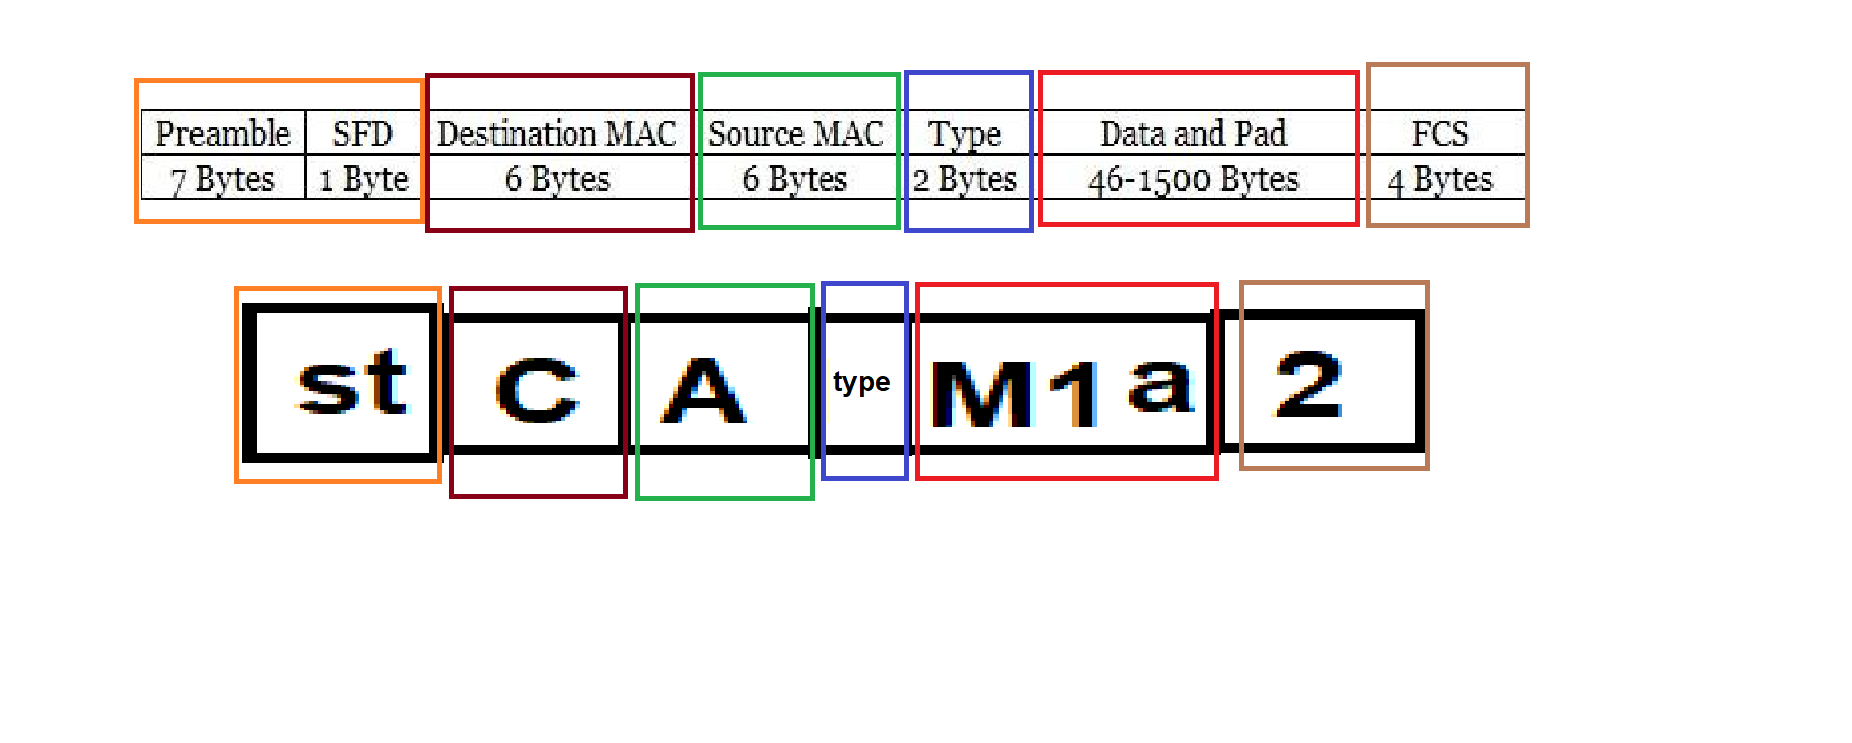 Preamble SFD Destination MAC Source MAC Type Data and Pad FCS
7 Bytes 1 Byte 6 Bytes 6 Bytes 2 Bytes 46-1500 Bytes 4 Bytes
st C A type M1a 2